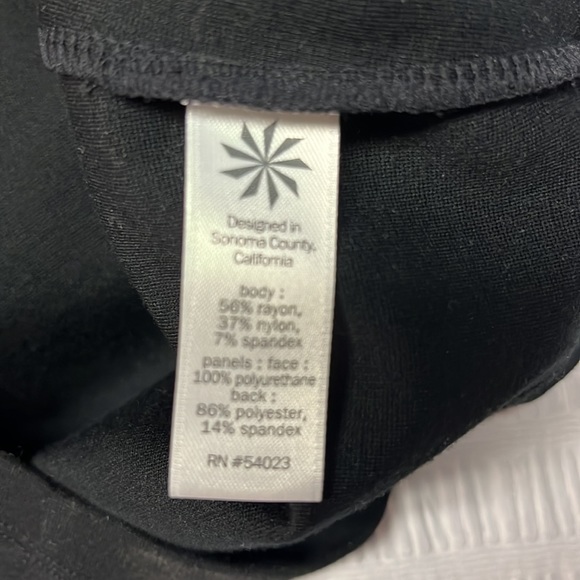 Designed in
Sonoma County,
California
body :
56% rayon,
37% nylon,
7% spandex
panels : face :
100% polyurethane
back :
86% polyester,
14% spandex
RN #54023